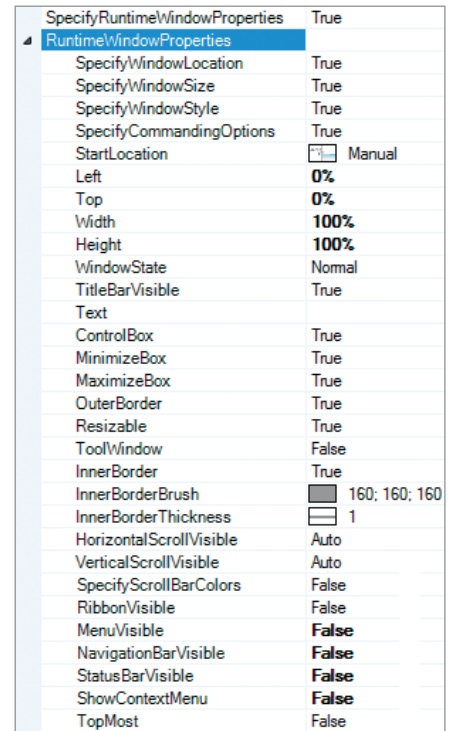 SpecifyRuntimeWindowProperties True
RuntimeWindowProperties
SpecifyWindowLocation True
SpecifyWindowSize True
SpecifyWindowStyle True
SpecifyCommandingOptions True
StartLocation Manual
Left 0%
Top 0%
Width 100%
Height 100%
WindowState Normal
TitleBarVisible True
Text
ControlBox True
MinimizeBox True
MaximizeBox True
OuterBorder True
Resizable True
ToolWindow False
InnerBorder True
InnerBorderBrush 160; 160; 160
InnerBorderThickness 1
HorizontalScrollVisible Auto
VerticalScrollVisible Auto
SpecifyScrollBarColors False
RibbonVisible False
MenuVisible False
NavigationBarVisible False
StatusBarVisible False
ShowContextMenu False
TopMost False